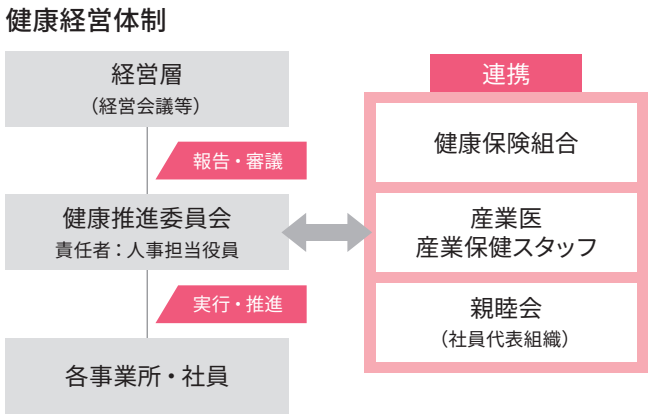 健康経営体制
経営層
（経営会議等）
報告・審議
健康推進委員会
責任者：人事担当役員
実行・推進
各事業所・社員
連携
健康保険組合
産業医
産業保健スタッフ
親睦会
（社員代表組織）